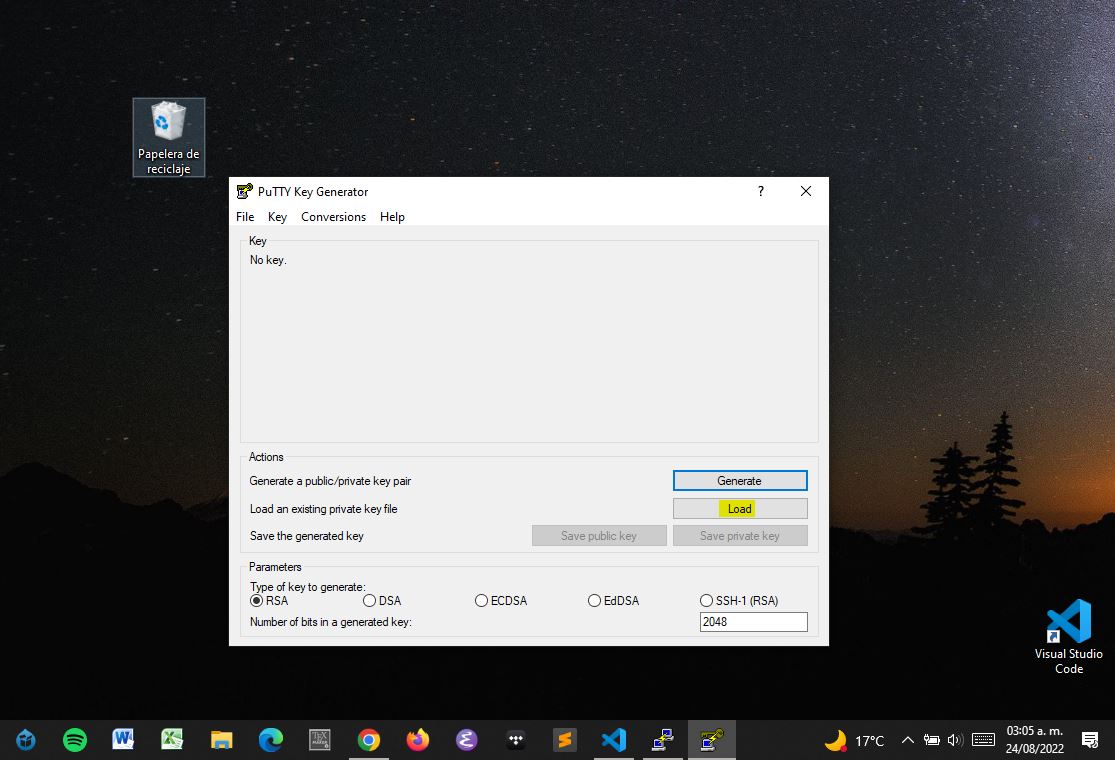 Papelera de
reciclaje
PuTTY Key Generator
?
File Key Conversions Help
Key
No key.
Actions
Generate a public/private key pair
Generate
Load an existing private key file
Load
Save the generated key
Save public key
Save private key
Parameters
Type of key to generate:
RSA
DSA
ECDSA
EdDSA
SSH-1 (RSA)
Number of bits in a generated key:
2048
Visual Studio
Code
17°C
03:05 a. m.
24/08/2022